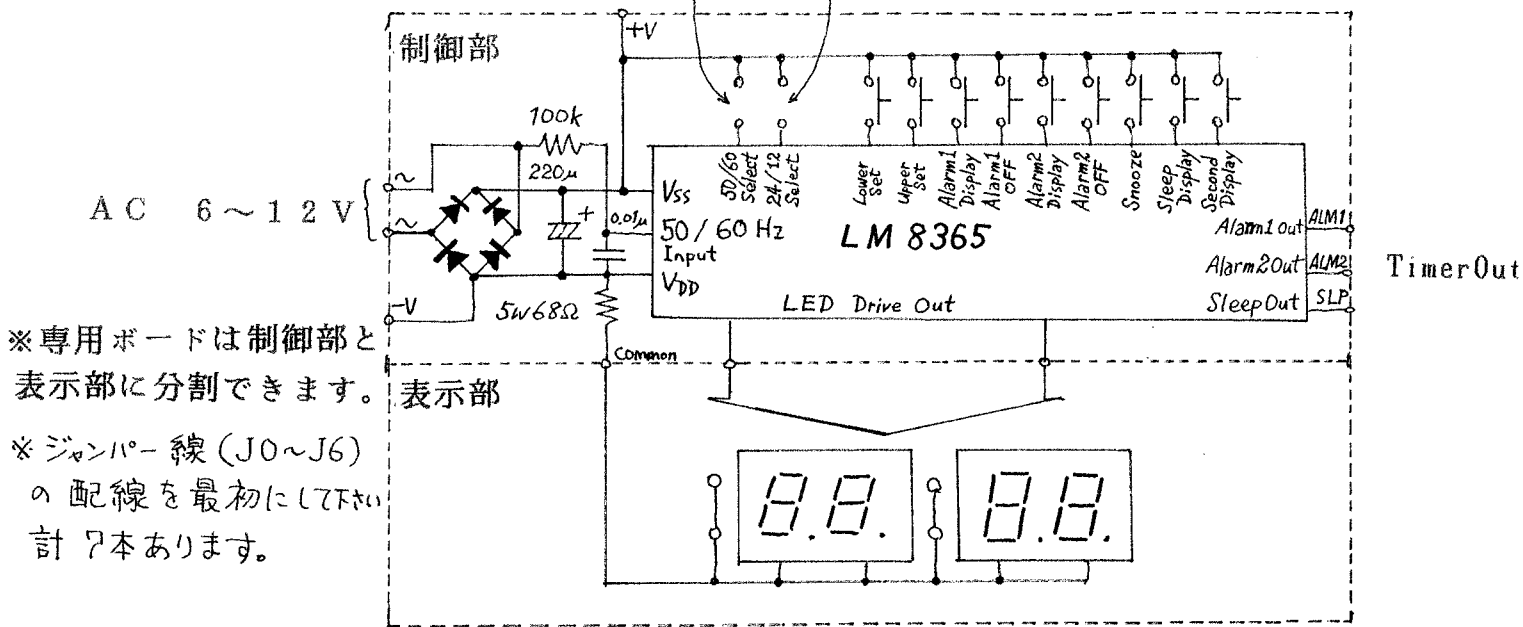 制御部
+V
100k
220μ
+
0.01μ
AC 6～12V
~
~
-V
5W68Ω
Common
50/60 Select
24/12 Select
Lower Set
Upper Set
Alarm1 Display
Alarm1 OFF
Alarm2 Display
Alarm2 OFF
Snooze
Sleep Display
Second Display
VSS
50/60 Hz
Input
VDD
LM8365
LED Drive Out
Alarm1 Out
Alarm2 Out
Sleep Out
ALM1
ALM2
SLP
TimerOut
※専用ボードは制御部と
表示部に分割できます。
※ジャンパー線(J0~J6)
の配線を最初にして下さい
計7本あります。
表示部
8.8.
8.8.